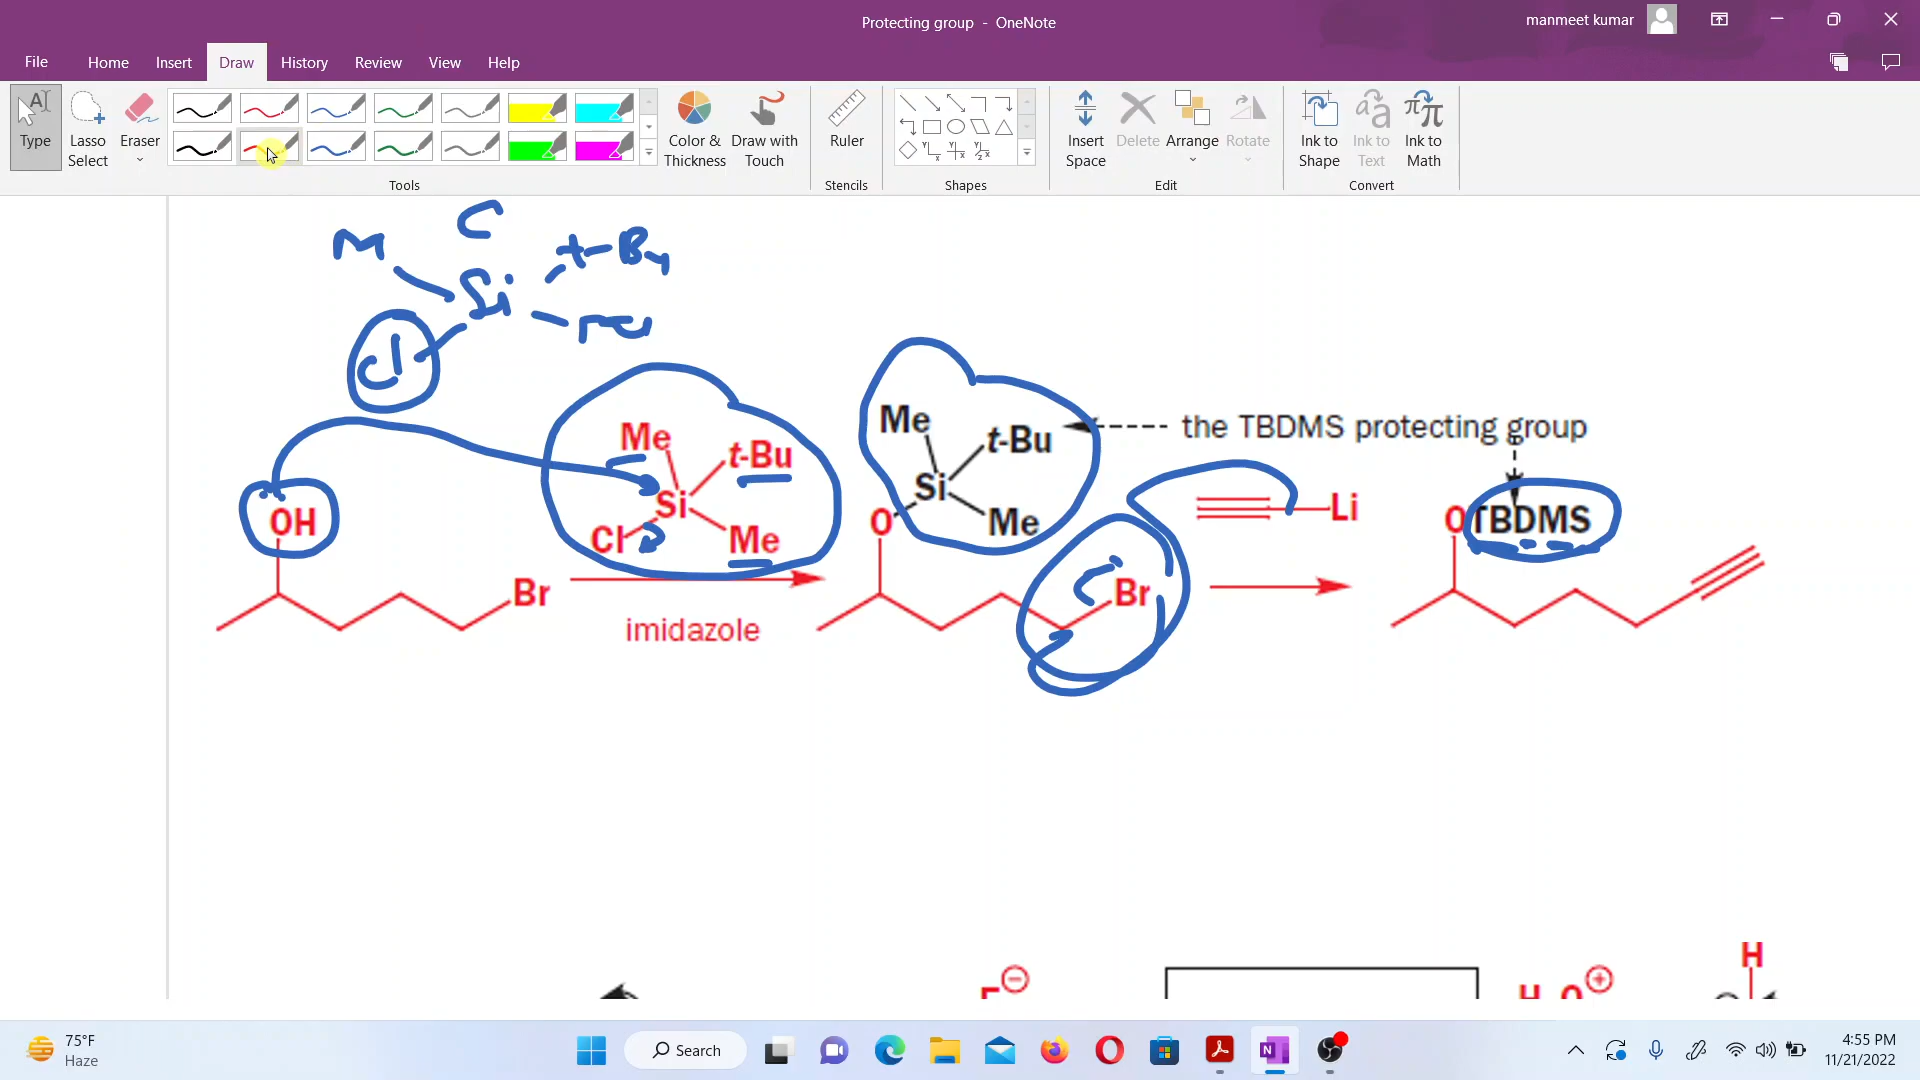 Protecting group - OneNote
manmeet kumar
File Home Insert Draw History Review View Help
Type
Lasso Select
Eraser
Color & Thickness
Draw with Touch
Ruler
Insert Space
Delete
Arrange
Rotate
Ink to Shape
Ink to Text
Ink to Math
Tools
Stencils
Shapes
Edit
Convert
M
C
Si
Cl
Me
t-Bu
Si
Cl
Me
OH
Br
imidazole
Me
t-Bu
Si
O
Me
Br
Li
the TBDMS protecting group
OTBDMS
F⊖
H
75°F
Haze
Search
4:55 PM
11/21/2022